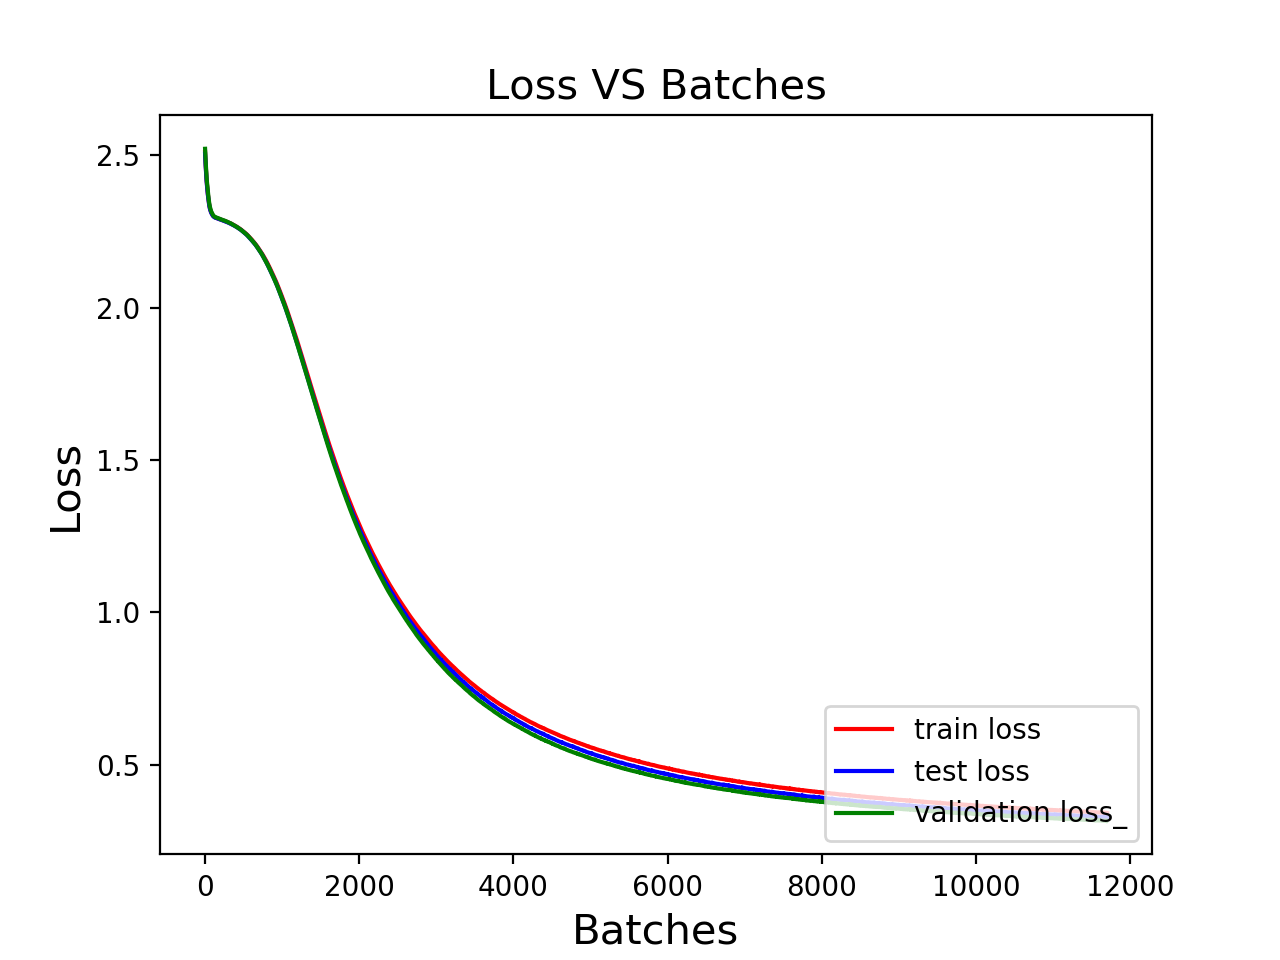 Loss VS Batches
2.5
2.0
1.5
1.0
0.5
Loss
train loss
test loss
validation loss_
0 2000 4000 6000 8000 10000 12000
Batches